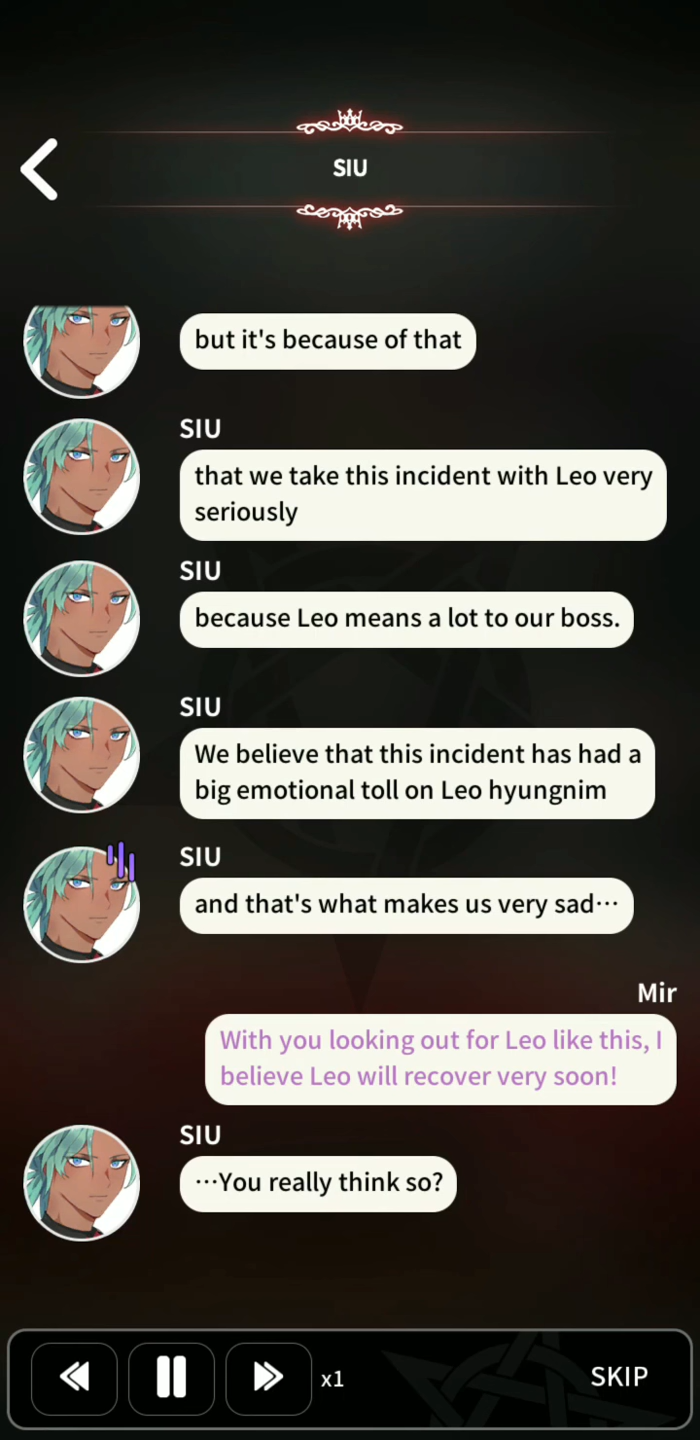 SIU
but it's because of that
SIU
that we take this incident with Leo very
seriously
SIU
because Leo means a lot to our boss.
SIU
We believe that this incident has had a
big emotional toll on Leo hyungnim
SIU
and that's what makes us very sad⋯
Mir
With you looking out for Leo like this, I
believe Leo will recover very soon!
SIU
⋯You really think so?
x1
SKIP